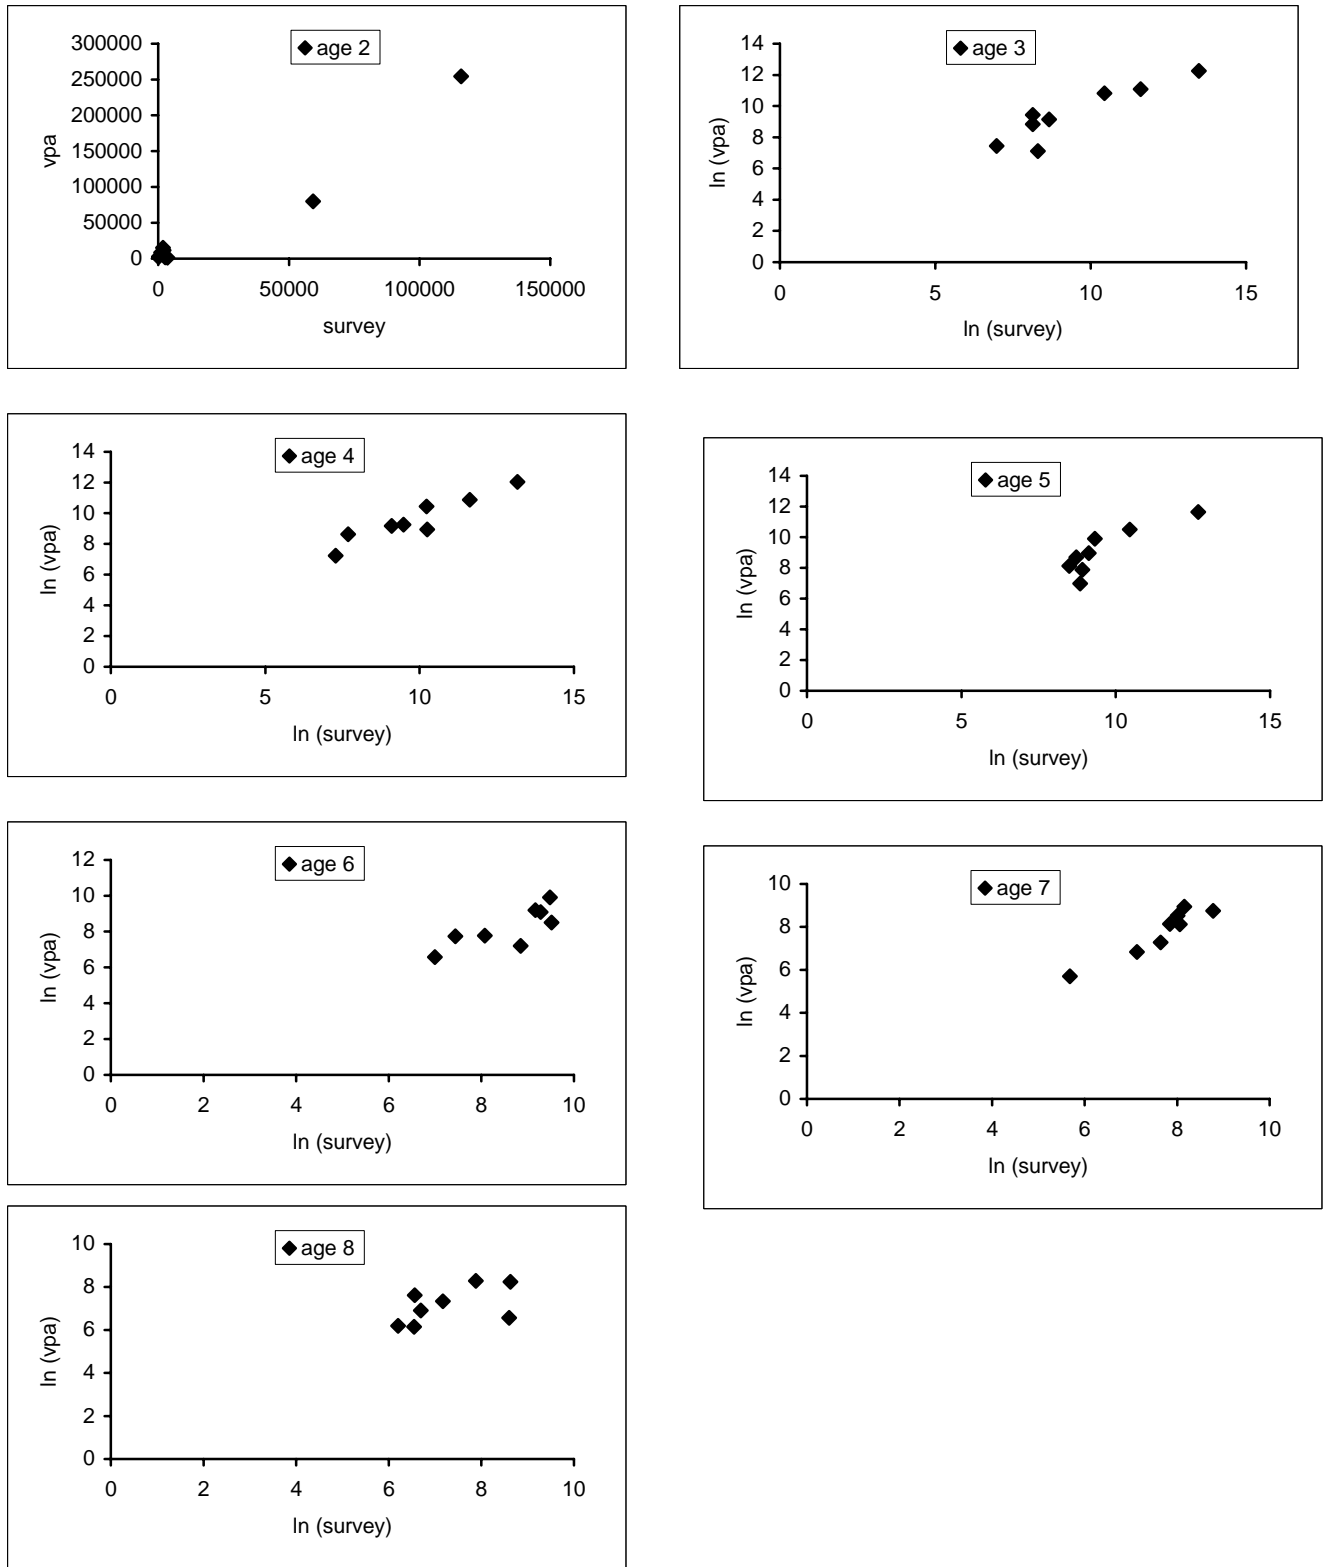 age 2
vpa
300000
250000
200000
150000
100000
50000
0
0 50000 100000 150000
survey
age 3
ln (vpa)
14
12
10
8
6
4
2
0
0 5 10 15
ln (survey)
age 4
ln (vpa)
14
12
10
8
6
4
2
0
0 5 10 15
ln (survey)
age 5
ln (vpa)
14
12
10
8
6
4
2
0
0 5 10 15
ln (survey)
age 6
ln (vpa)
12
10
8
6
4
2
0
0 2 4 6 8 10
ln (survey)
age 7
ln (vpa)
10
8
6
4
2
0
0 2 4 6 8 10
ln (survey)
age 8
ln (vpa)
10
8
6
4
2
0
0 2 4 6 8 10
ln (survey)